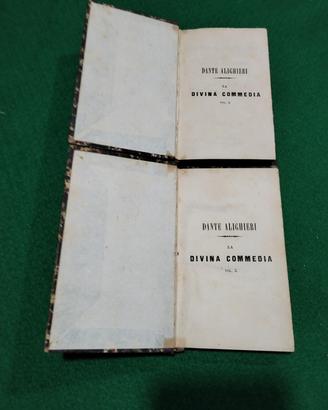 DANTE ALIGHIERI
LA
DIVINA COMMEDIA
VOL.
DANTE ALIGHIERI
LA
DIVINA COMMEDIA
VOL.